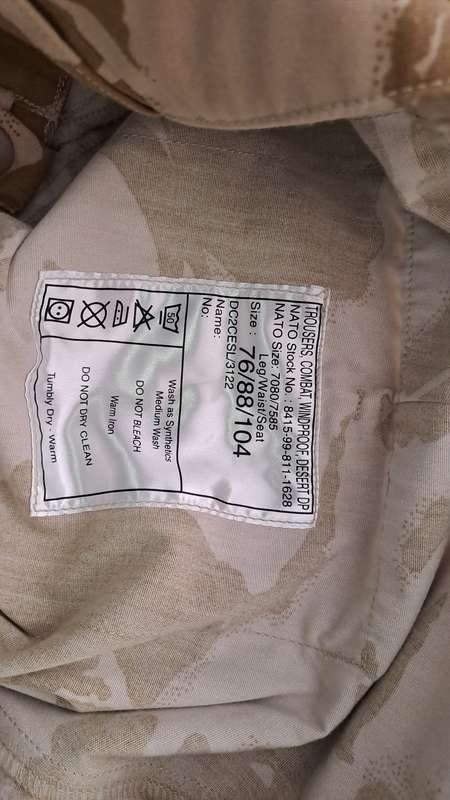 TROUSERS, COMBAT, WINDPROOF, DESERT DP
NATO Stock No.: 8415-99-811-1628
NATO Size: 7080/7585
Leg/Waist/Seat
Size: 76/88/104
DC2CESL/3122
Name:
No:
50
Wash as Synthetics
Medium Wash
DO NOT BLEACH
Warm Iron
DO NOT DRY CLEAN
Tumbly Dry - Warm